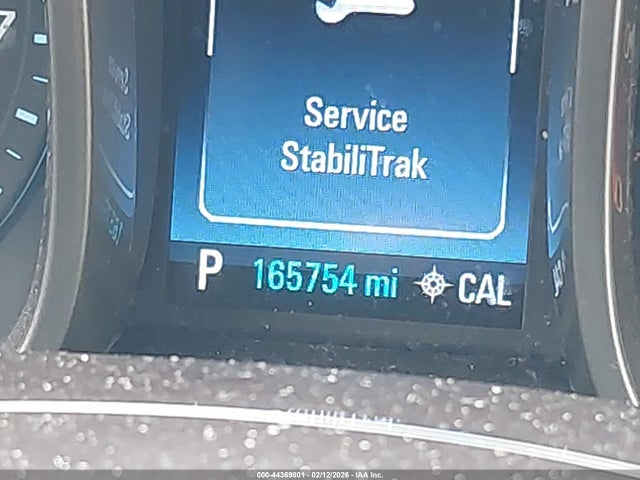 Service
StabiliTrak
P 165754 mi CAL
000-44369801 - 02/12/2026 - IAA Inc.